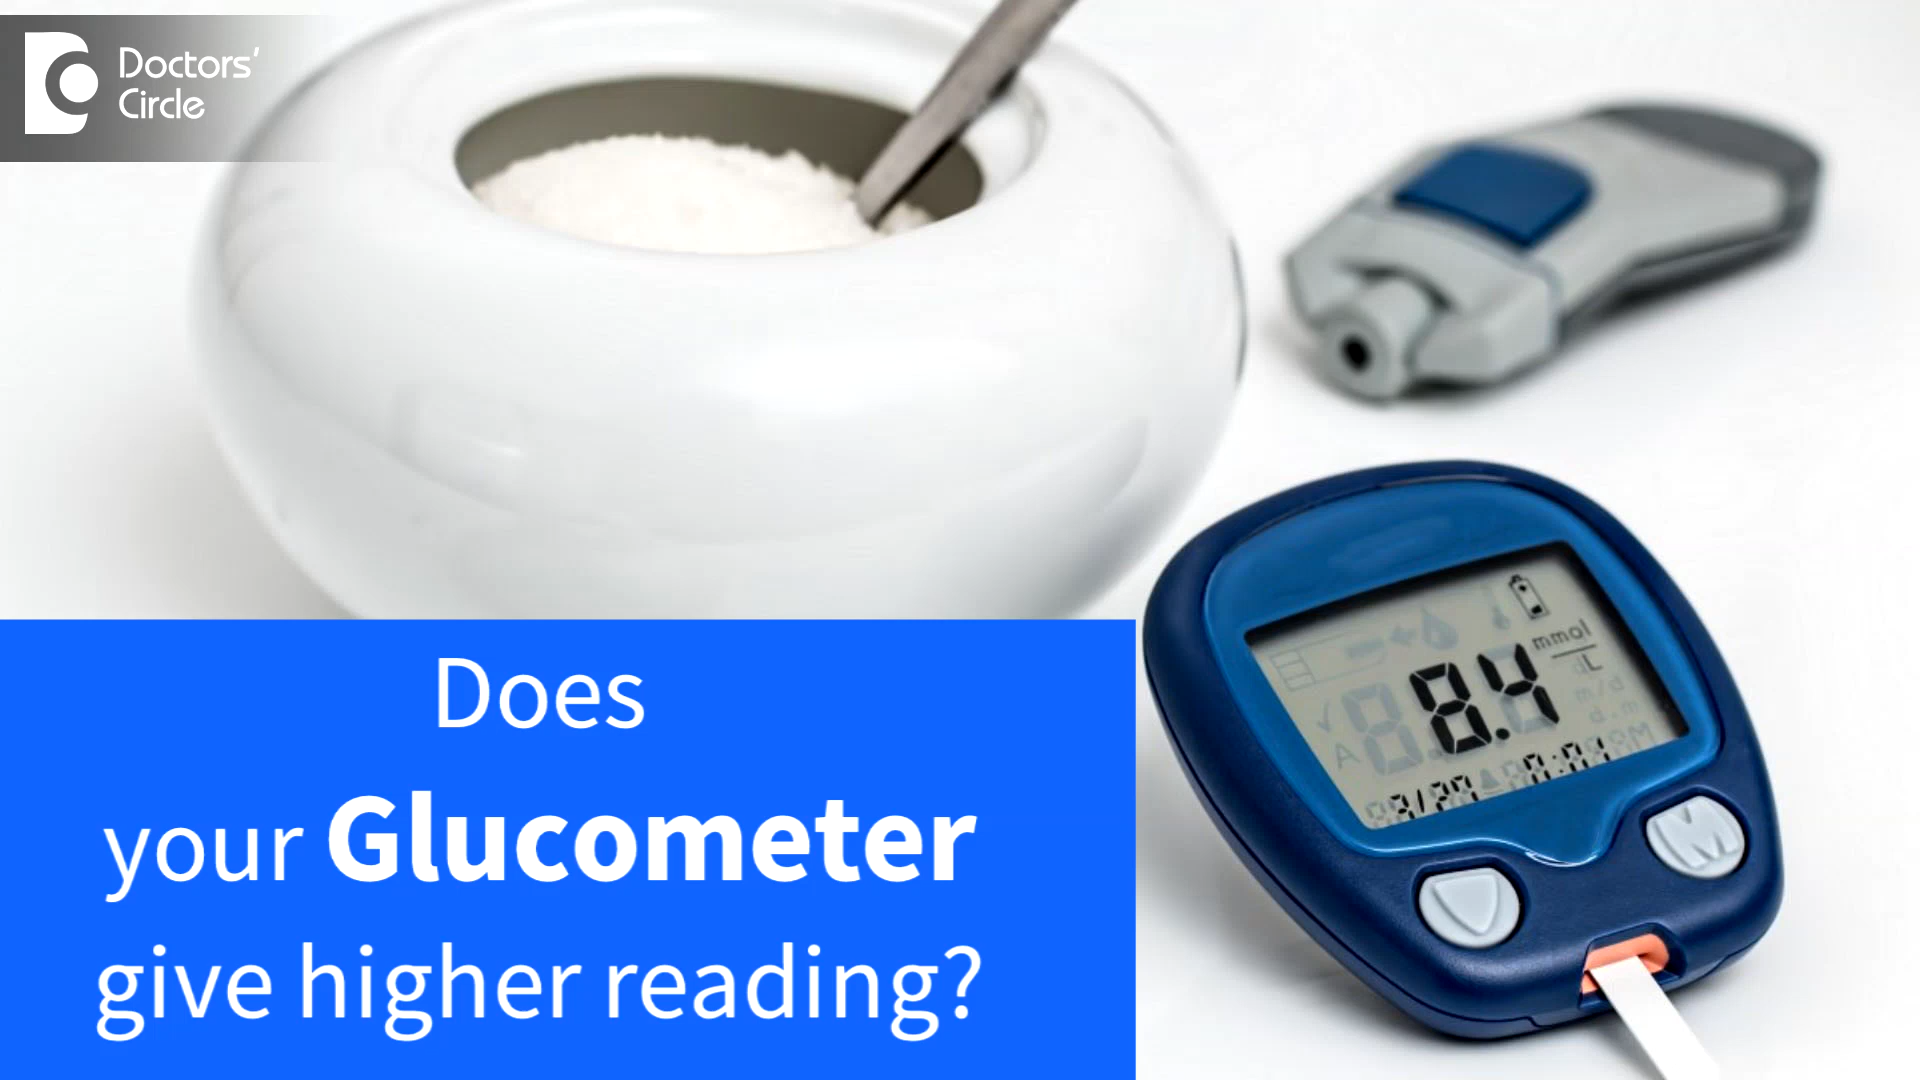 Doctors'
Circle
mmol
L
8.4
M
Does
your Glucometer
give higher reading?